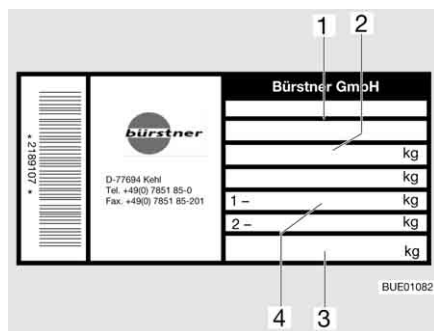 1
2
Bürstner GmbH
* 2189107 *
bürstner
D-77694 Kehl
Tel. +49(0) 7851 85-0
Fax. +49(0) 7851 85-201
kg
kg
1 – kg
2 – kg
kg
BUE01082
4
3